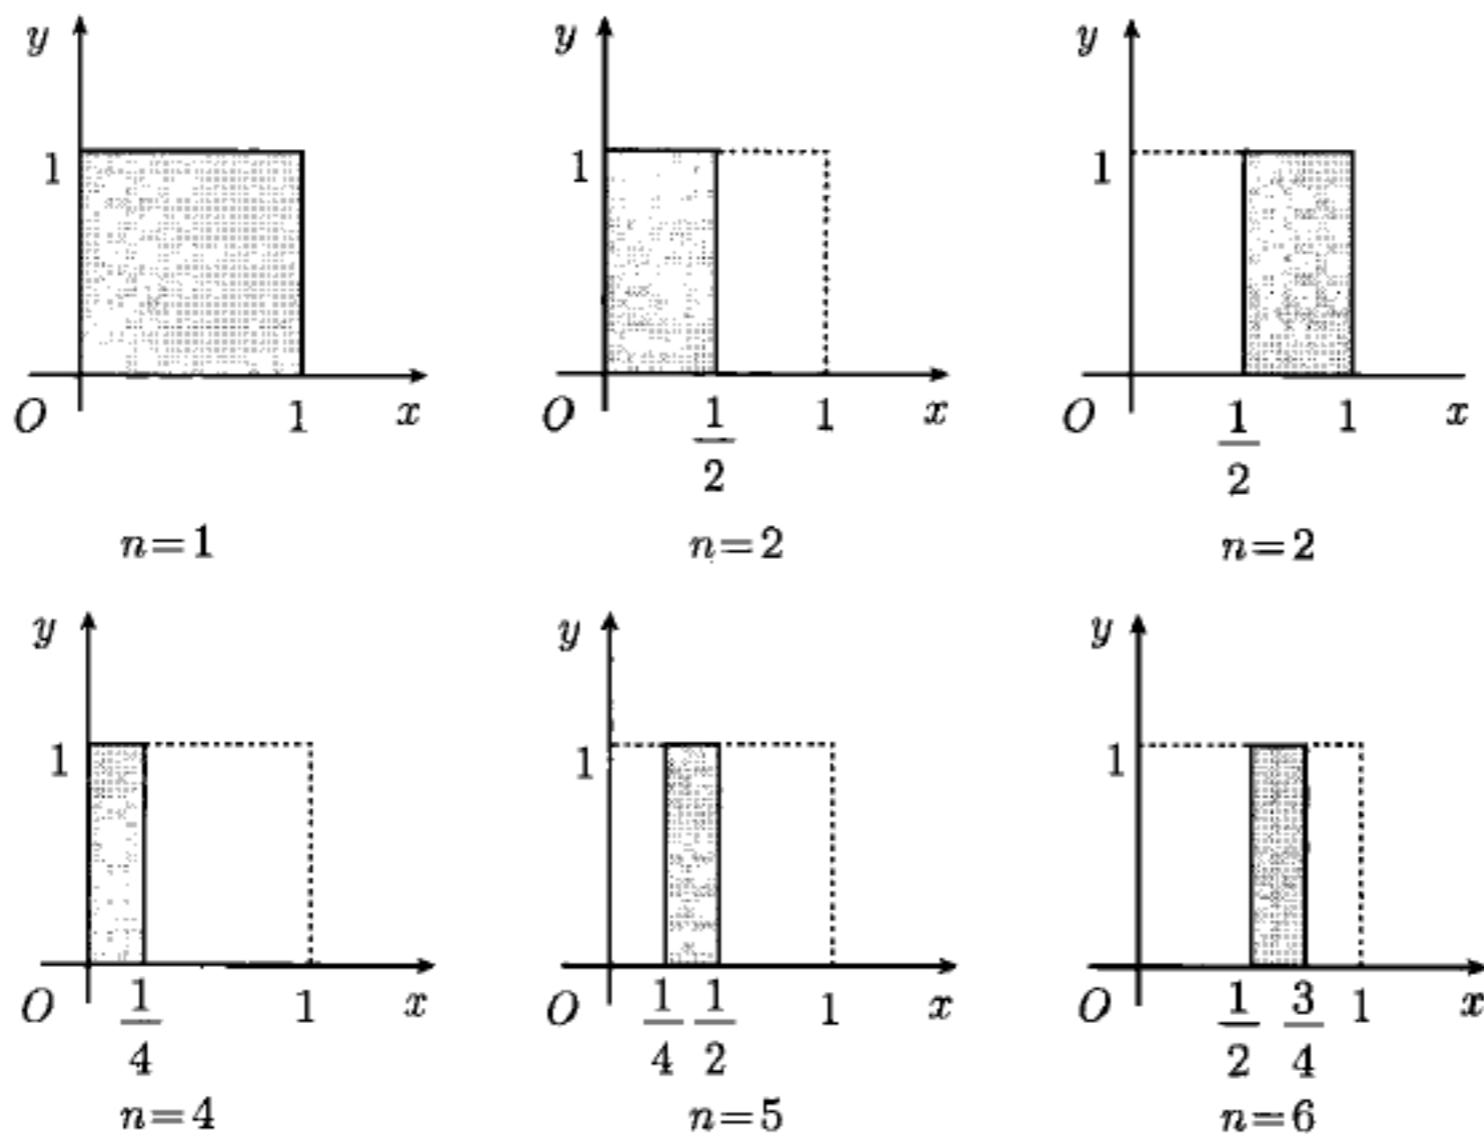 y y y
1 1 1
O 1 x O 1/2 1 x O 1/2 1 x
n=1 n=2 n=2
y y y
1 1 1
O 1/4 1 x O 1/4 1/2 1 x O 1/2 3/4 1 x
n=4 n=5 n=6